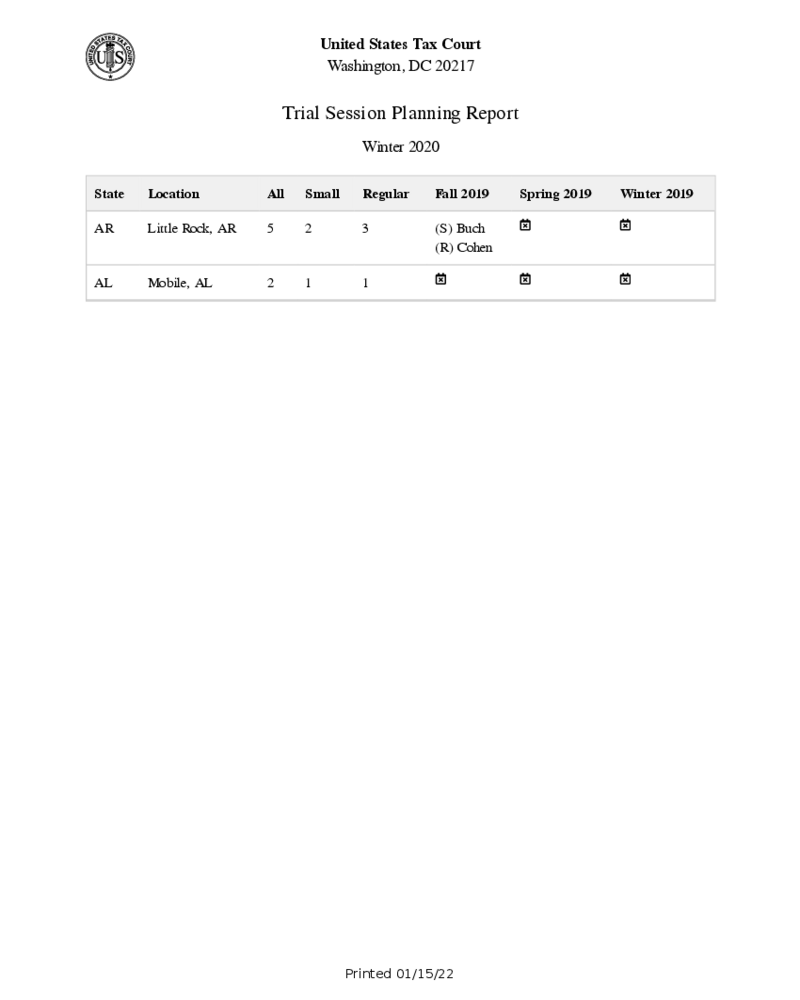 UNITED STATES TAX COURT
US
United States Tax Court
Washington, DC 20217
Trial Session Planning Report
Winter 2020
State Location All Small Regular Fall 2019 Spring 2019 Winter 2019
AR Little Rock, AR 5 2 3 (S) Buch
(R) Cohen
AL Mobile, AL 2 1 1
Printed 01/15/22